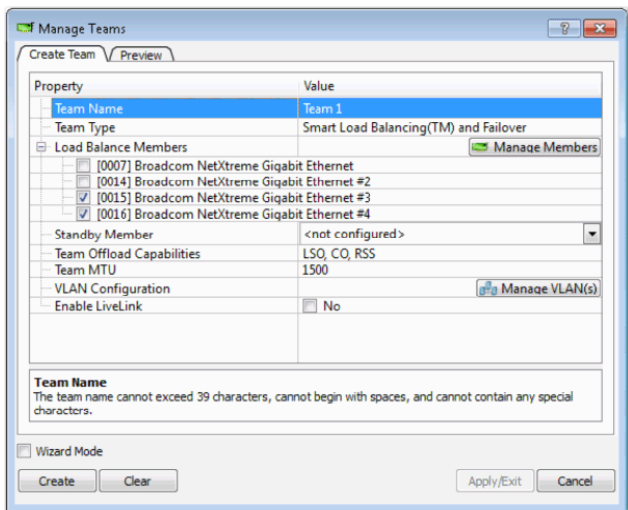 Manage Teams
Create Team
Preview
Property Value
Team Name Team 1
Team Type Smart Load Balancing(TM) and Failover
Load Balance Members Manage Members
[0007] Broadcom NetXtreme Gigabit Ethernet
[0014] Broadcom NetXtreme Gigabit Ethernet #2
[0015] Broadcom NetXtreme Gigabit Ethernet #3
[0016] Broadcom NetXtreme Gigabit Ethernet #4
Standby Member <not configured>
Team Offload Capabilities LSO, CO, RSS
Team MTU 1500
VLAN Configuration Manage VLAN(s)
Enable LiveLink No
Team Name
The team name cannot exceed 39 characters, cannot begin with spaces, and cannot contain any special
characters.
Wizard Mode
Create Clear Apply/Exit Cancel